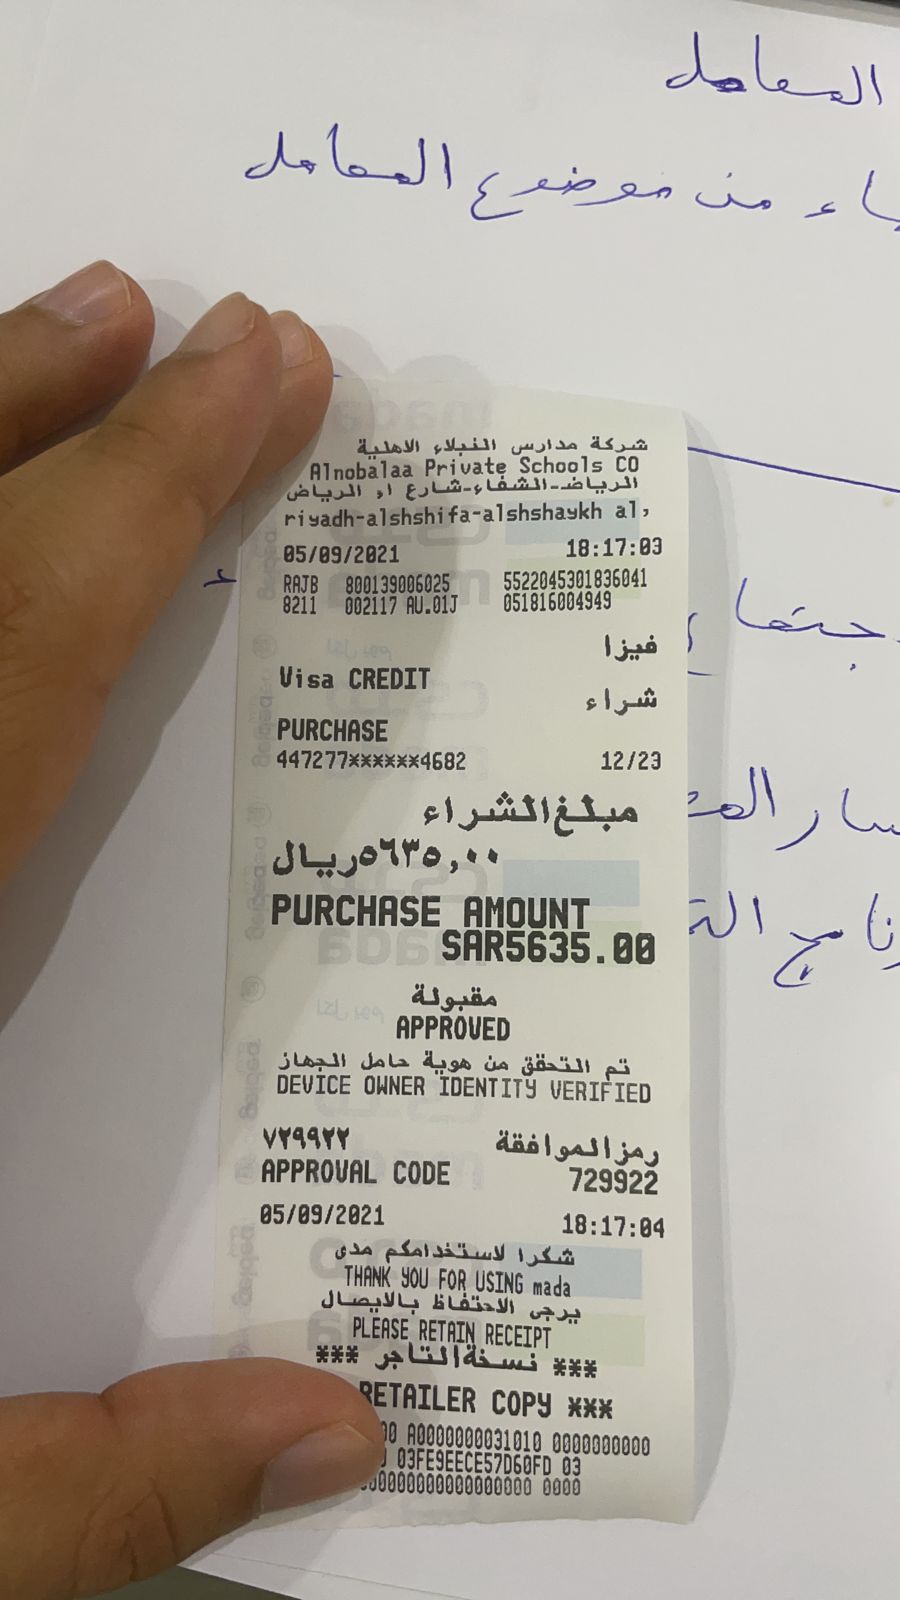 المعامل
من موضوع المعامل
شركة مدارس النبلاء الاهلية
Alnobalaa Private Schools CO
الرياض-الشفاء-شارع ام الرياض
riyadh-alshshifa-alshshaykh al,
05/09/2021 18:17:03
RAJB 800139006025 5522045301836041
8211 002117 AU.01J 051816004949
فيزا
Visa CREDIT
شراء
PURCHASE
447277******4682 12/23
مبلغ الشراء
٥٦٣٥,٠٠ريال
PURCHASE AMOUNT
SAR5635.00
مقبولة
APPROVED
تم التحقق من هوية حامل الجهاز
DEVICE OWNER IDENTITY VERIFIED
رمز الموافقة ٧٢٩٩٢٢
APPROVAL CODE 729922
05/09/2021 18:17:04
شكرا لاستخدامكم مدى
THANK YOU FOR USING mada
يرجى الاحتفاظ بالايصال
PLEASE RETAIN RECEIPT
*** نسخة التاجر ***
RETAILER COPY ***
00 A0000000031010 0000000000
03FE9EECE57D60FD 03
0000000000000000000 0000